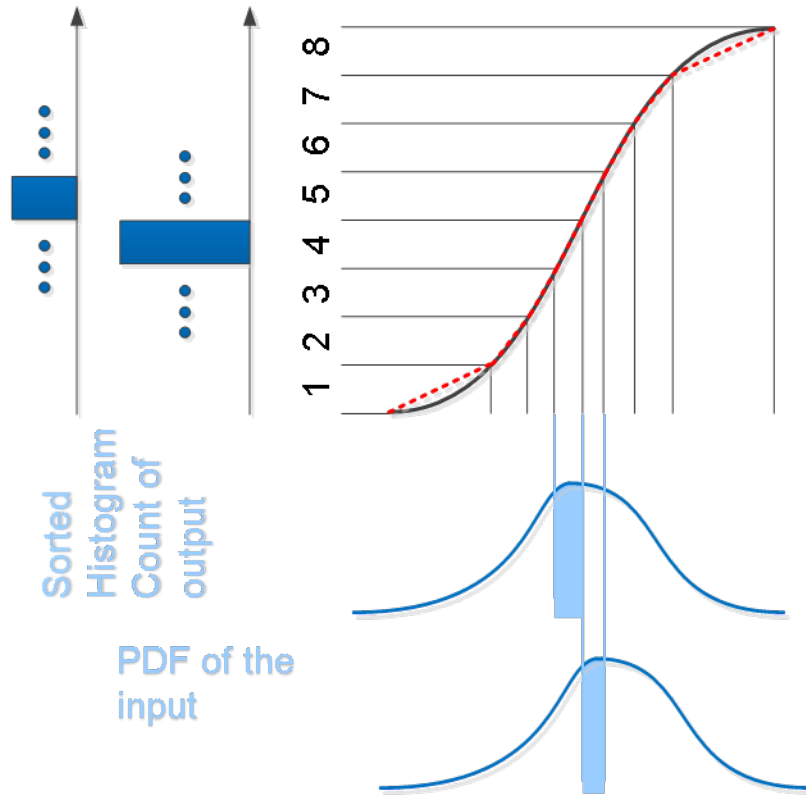 8
7
6
5
4
3
2
1
Sorted
Histogram
Count of
output
PDF of the
input